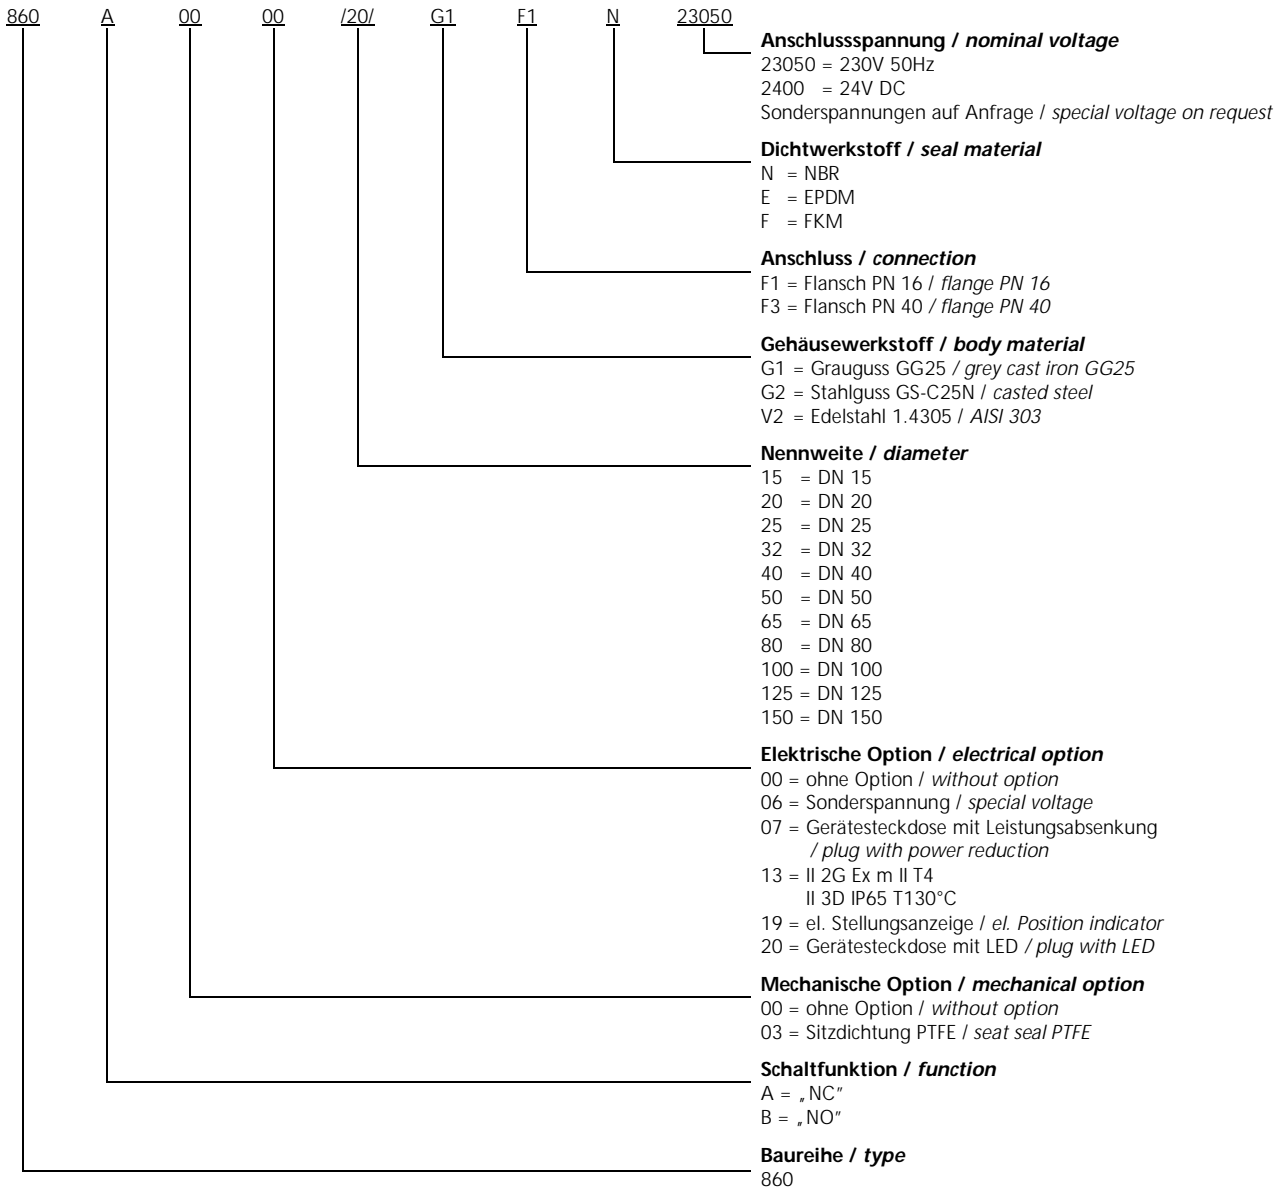 860 A 00 00 /20/ G1 F1 N 23050
Anschlussspannung / nominal voltage
23050 = 230V 50Hz
2400 = 24V DC
Sonderspannungen auf Anfrage / special voltage on request
Dichtwerkstoff / seal material
N = NBR
E = EPDM
F = FKM
Anschluss / connection
F1 = Flansch PN 16 / flange PN 16
F3 = Flansch PN 40 / flange PN 40
Gehäusewerkstoff / body material
G1 = Grauguss GG25 / grey cast iron GG25
G2 = Stahlguss GS-C25N / casted steel
V2 = Edelstahl 1.4305 / AISI 303
Nennweite / diameter
15 = DN 15
20 = DN 20
25 = DN 25
32 = DN 32
40 = DN 40
50 = DN 50
65 = DN 65
80 = DN 80
100 = DN 100
125 = DN 125
150 = DN 150
Elektrische Option / electrical option
00 = ohne Option / without option
06 = Sonderspannung / special voltage
07 = Gerätesteckdose mit Leistungsabsenkung
/ plug with power reduction
13 = II 2G Ex m II T4
II 3D IP65 T130°C
19 = el. Stellungsanzeige / el. Position indicator
20 = Gerätesteckdose mit LED / plug with LED
Mechanische Option / mechanical option
00 = ohne Option / without option
03 = Sitzdichtung PTFE / seat seal PTFE
Schaltfunktion / function
A = „NC"
B = „NO"
Baureihe / type
860